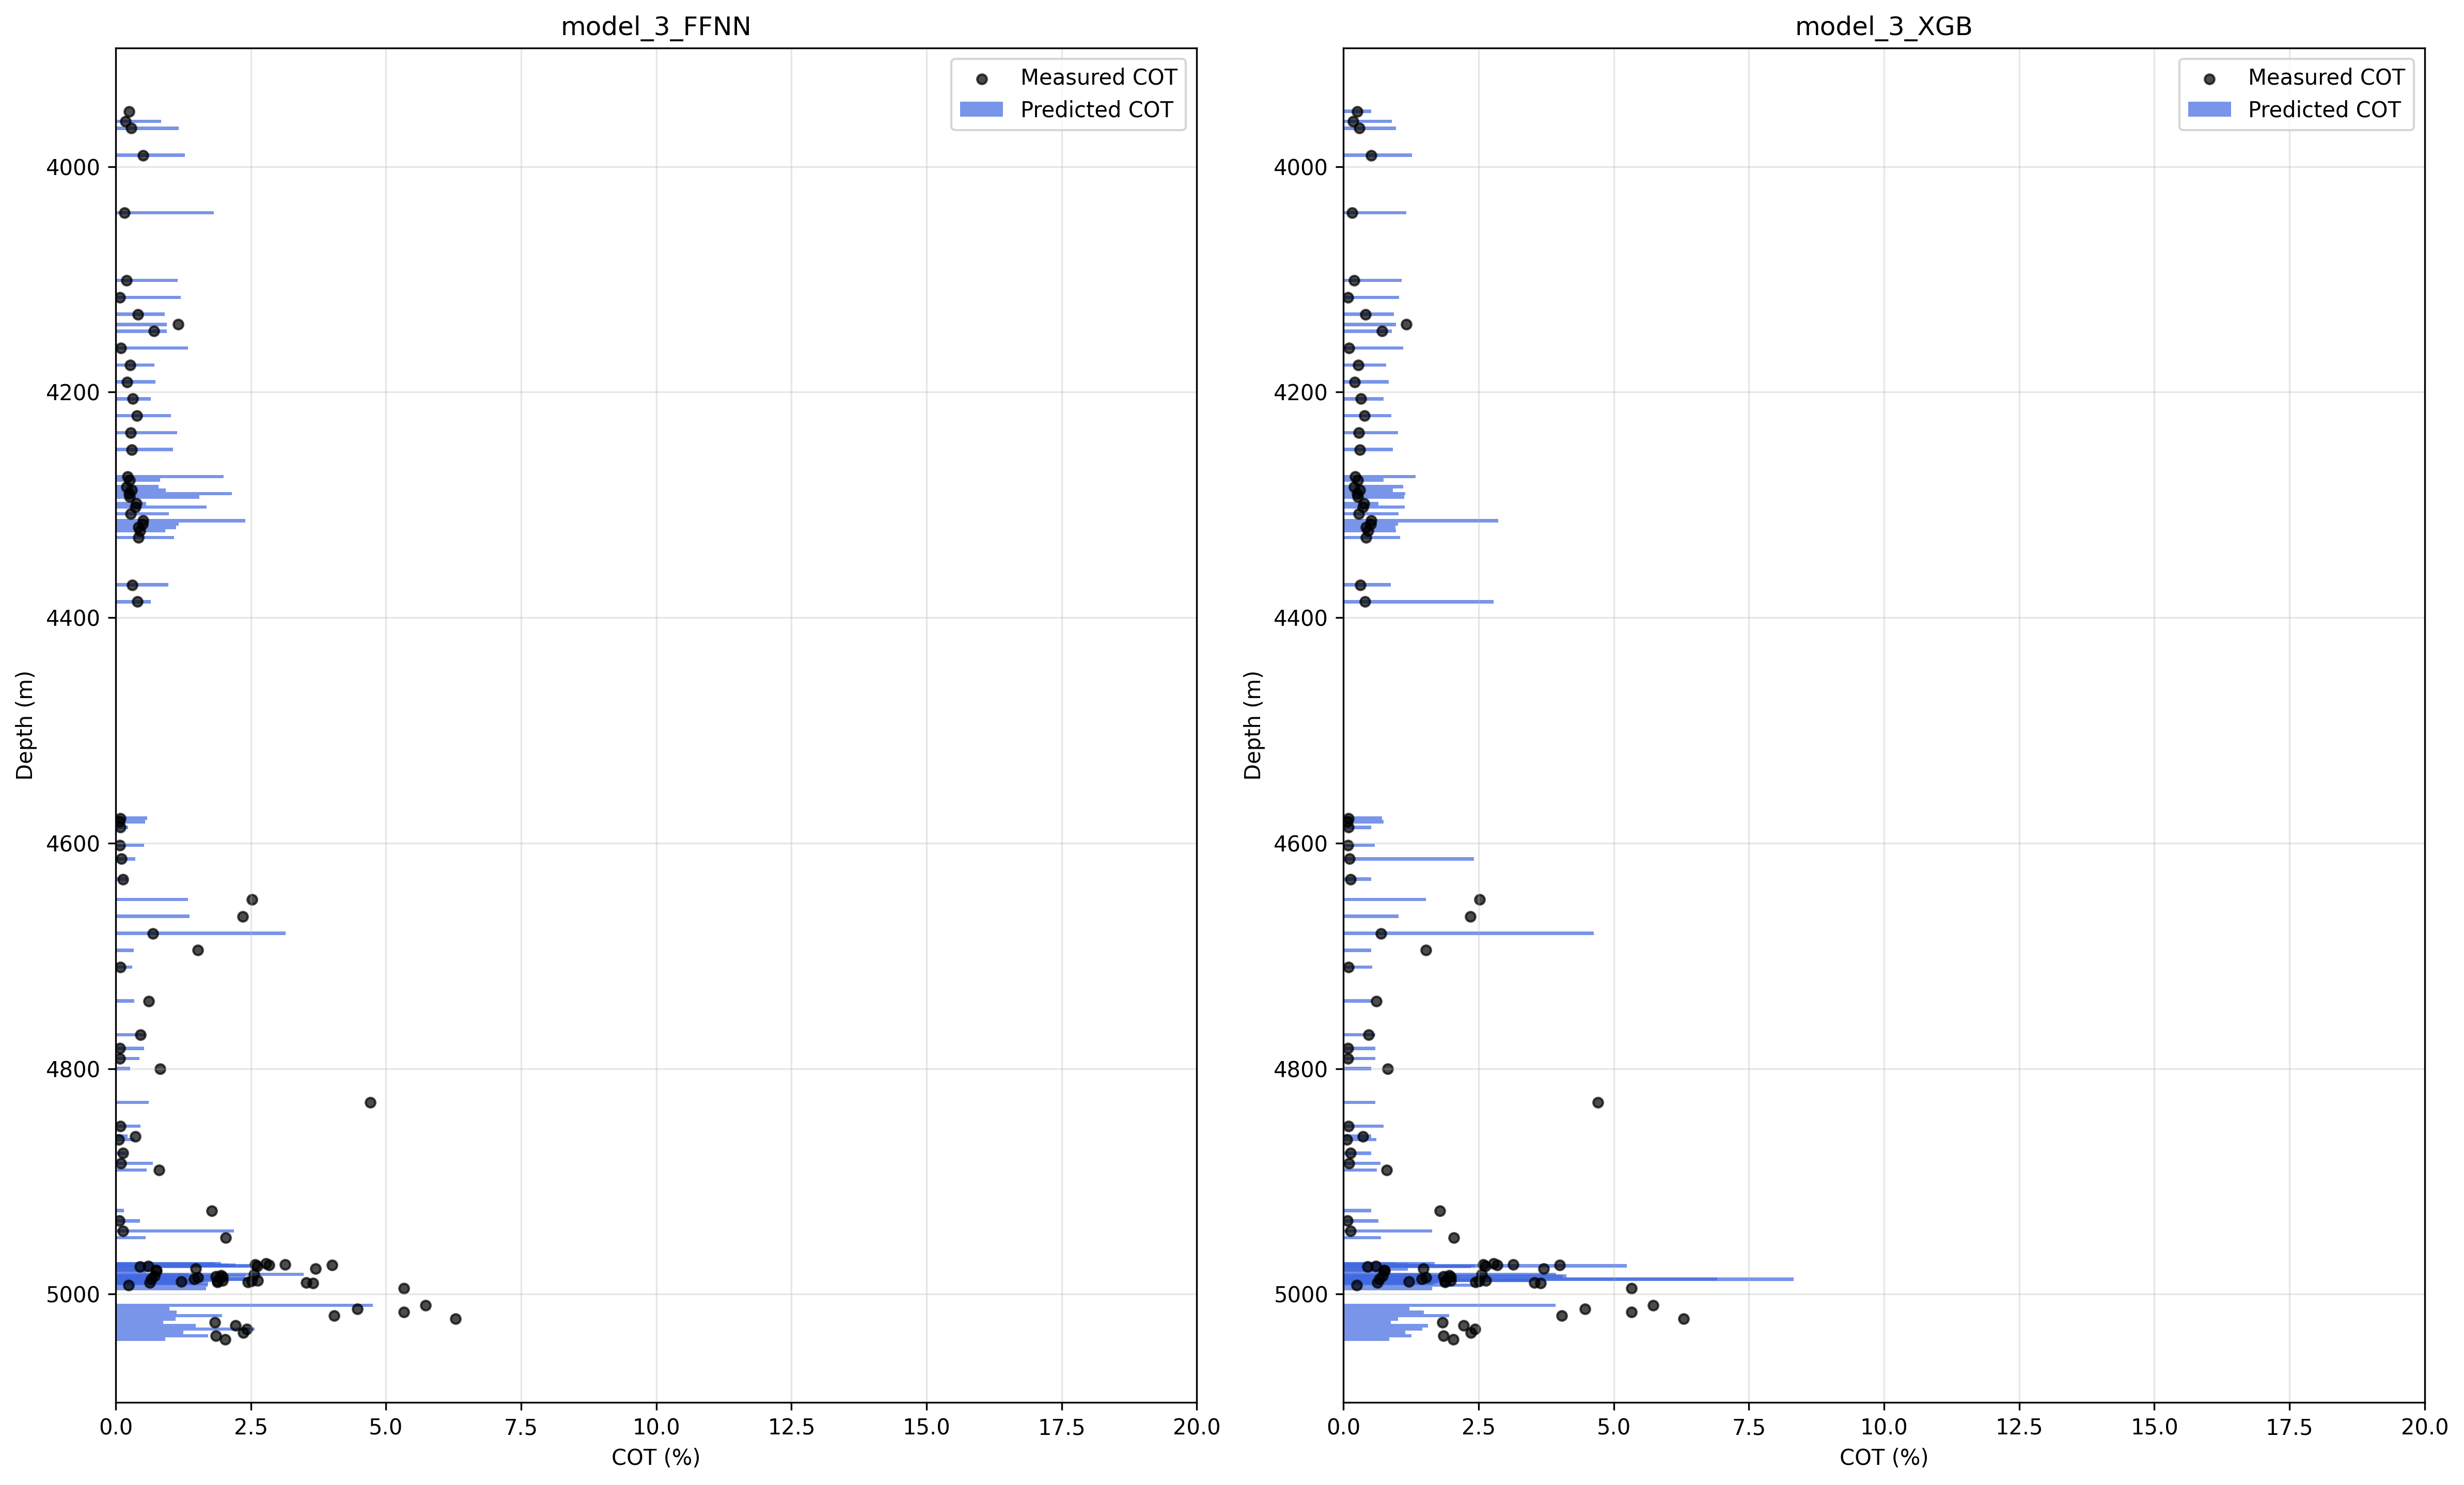 model_3_FFNN
Measured COT
Predicted COT
4000
4200
4400
4600
4800
5000
Depth (m)
0.0 2.5 5.0 7.5 10.0 12.5 15.0 17.5 20.0
COT (%)
model_3_XGB
Measured COT
Predicted COT
4000
4200
4400
4600
4800
5000
Depth (m)
0.0 2.5 5.0 7.5 10.0 12.5 15.0 17.5 20.0
COT (%)